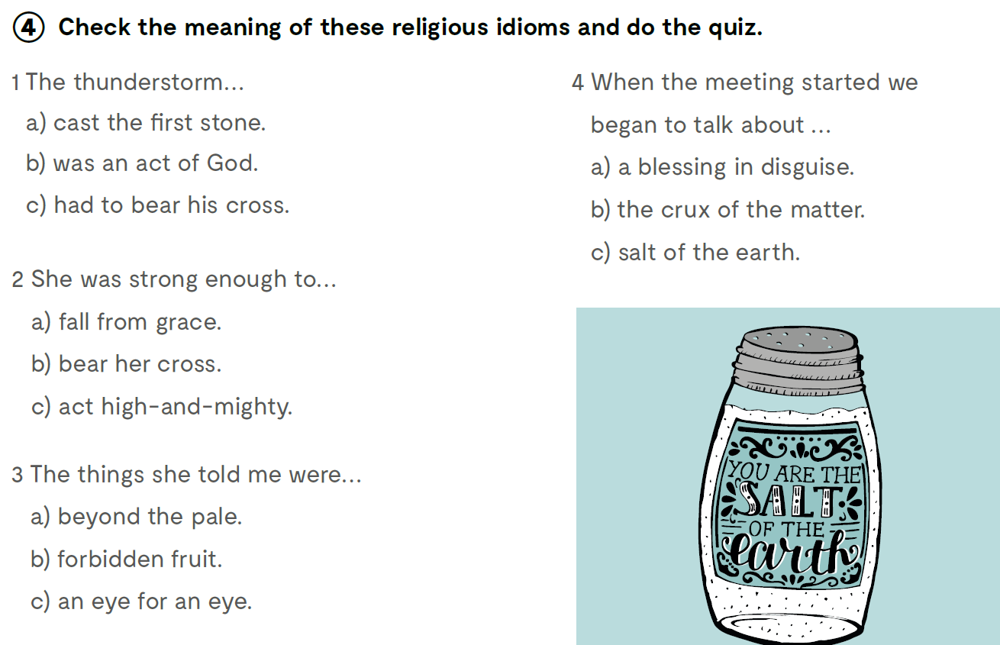 4 Check the meaning of these religious idioms and do the quiz.
1 The thunderstorm...
a) cast the first stone.
b) was an act of God.
c) had to bear his cross.
2 She was strong enough to...
a) fall from grace.
b) bear her cross.
c) act high-and-mighty.
3 The things she told me were...
a) beyond the pale.
b) forbidden fruit.
c) an eye for an eye.
4 When the meeting started we
began to talk about ...
a) a blessing in disguise.
b) the crux of the matter.
c) salt of the earth.
YOU ARE THE
SALT
OF THE
earth